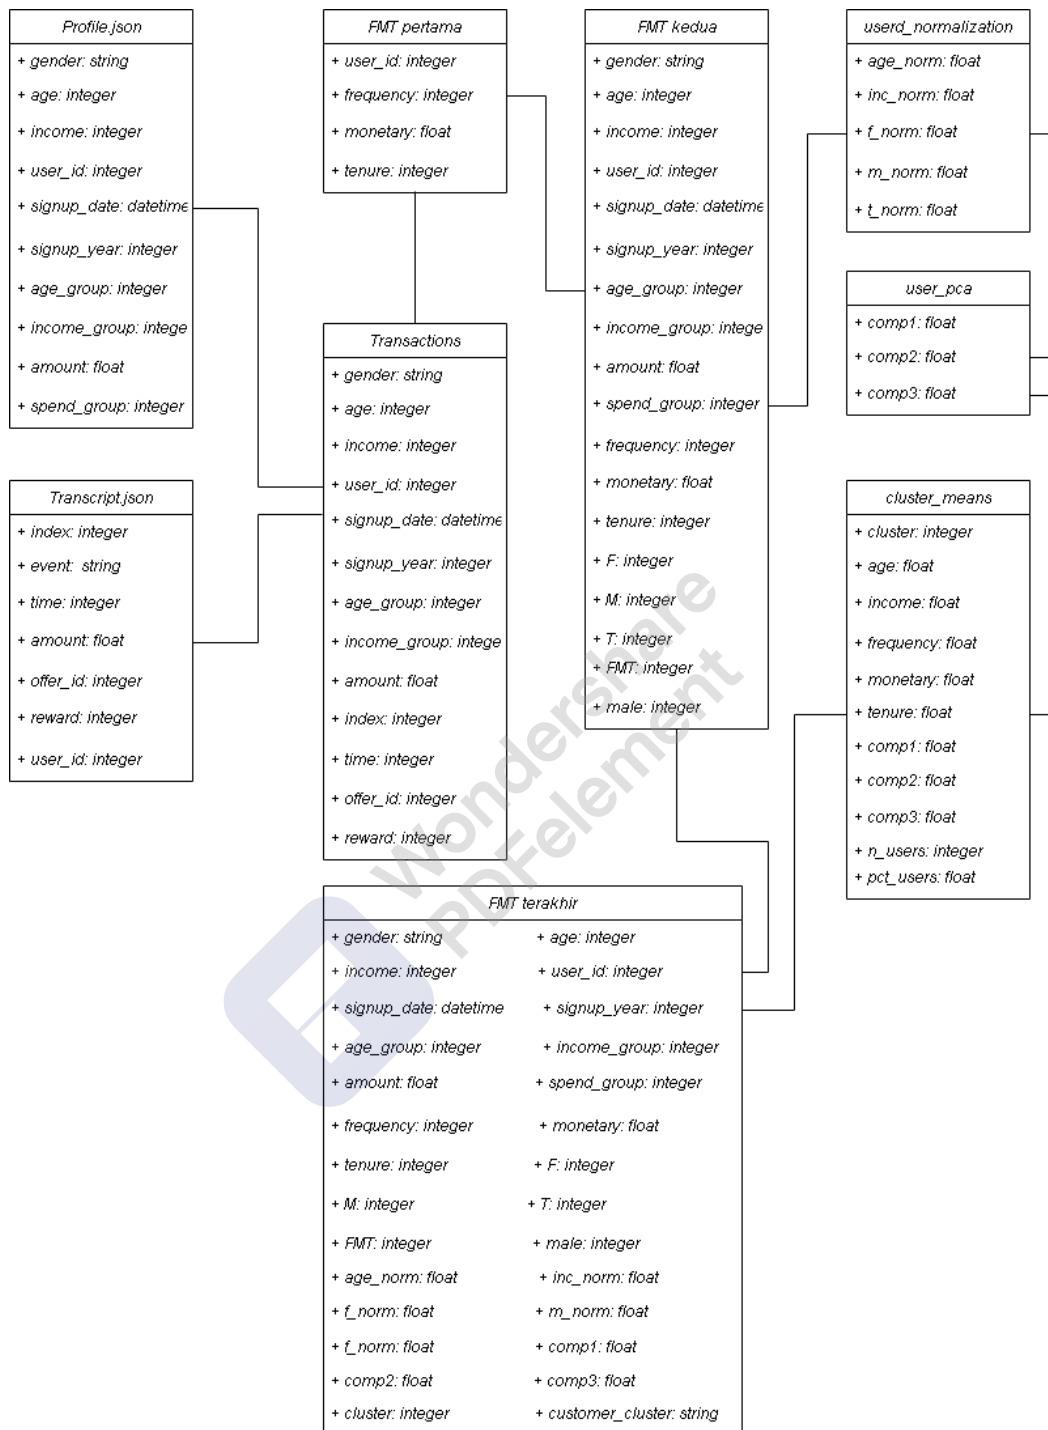 Profile.json
+ gender: string
+ age: integer
+ income: integer
+ user_id: integer
+ signup_date: datetime
+ signup_year: integer
+ age_group: integer
+ income_group: intege
+ amount: float
+ spend_group: integer
Transcript.json
+ index: integer
+ event: string
+ time: integer
+ amount: float
+ offer_id: integer
+ reward: integer
+ user_id: integer
FMT pertama
+ user_id: integer
+ frequency: integer
+ monetary: float
+ tenure: integer
Transactions
+ gender: string
+ age: integer
+ income: integer
+ user_id: integer
+ signup_date: datetime
+ signup_year: integer
+ age_group: integer
+ income_group: intege
+ amount: float
+ index: integer
+ time: integer
+ offer_id: integer
+ reward: integer
FMT kedua
+ gender: string
+ age: integer
+ income: integer
+ user_id: integer
+ signup_date: datetime
+ signup_year: integer
+ age_group: integer
+ income_group: intege
+ amount: float
+ spend_group: integer
+ frequency: integer
+ monetary: float
+ tenure: integer
+ F: integer
+ M: integer
+ T: integer
+ FMT: integer
+ male: integer
userd_normalization
+ age_norm: float
+ inc_norm: float
+ f_norm: float
+ m_norm: float
+ t_norm: float
user_pca
+ comp1: float
+ comp2: float
+ comp3: float
cluster_means
+ cluster: integer
+ age: float
+ income: float
+ frequency: float
+ monetary: float
+ tenure: float
+ comp1: float
+ comp2: float
+ comp3: float
+ n_users: integer
+ pct_users: float
FMT terakhir
+ gender: string + age: integer
+ income: integer + user_id: integer
+ signup_date: datetime + signup_year: integer
+ age_group: integer + income_group: integer
+ amount: float + spend_group: integer
+ frequency: integer + monetary: float
+ tenure: integer + F: integer
+ M: integer + T: integer
+ FMT: integer + male: integer
+ age_norm: float + inc_norm: float
+ f_norm: float + m_norm: float
+ f_norm: float + comp1: float
+ comp2: float + comp3: float
+ cluster: integer + customer_cluster: string
Wondershare
PDFelement